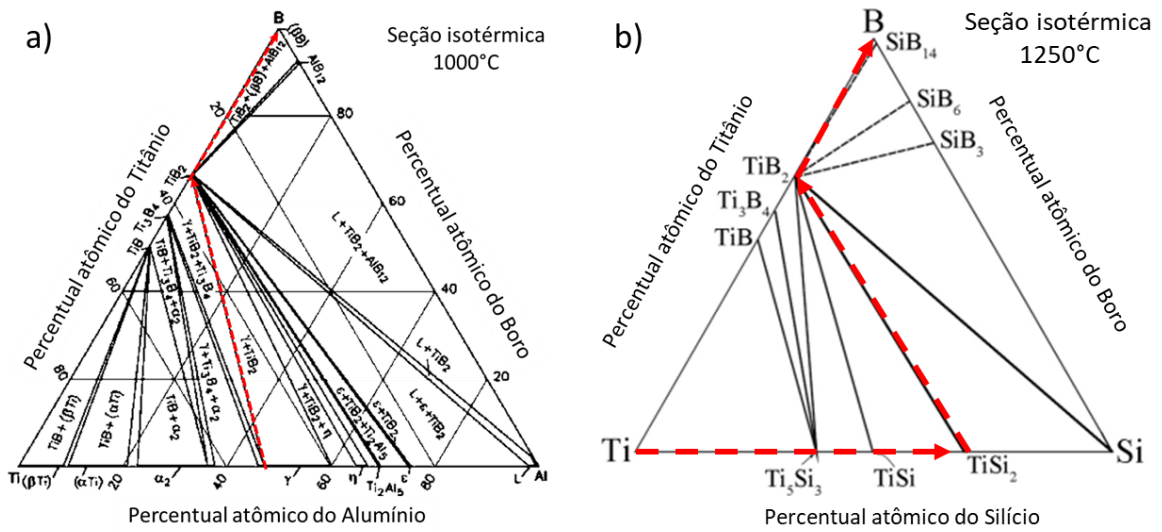 a)
Seção isotérmica
1000°C
B
(βB)
TiB₂+(βB)+AlB₁₂
AlB₁₂
20
80
TiB₂
40
Ti₃B₄
TiB
60
60
γ+TiB₂+Ti₃B₄
TiB+Ti₃B₄+α₂
L+TiB₂+AlB₁₂
40
γ+TiB₂
γ+Ti₃B₄+α₂
L+TiB₂
80
20
TiB+(βTi)
TiB+(αTi)
TiB+α₂
γ+TiB₂+η
ε+TiB₂+Ti₂Al₅
ε+TiB₂
L+ε+TiB₂
Ti(βTi)
(αTi)
20
α₂
40
γ
60
η
Ti₂Al₅
ε
80
L
Al
Percentual atômico do Titânio
Percentual atômico do Boro
Percentual atômico do Alumínio
b)
Seção isotérmica
1250°C
B
SiB₁₄
SiB₆
SiB₃
TiB₂
Ti₃B₄
TiB
Ti
Ti₅Si₃
TiSi
TiSi₂
Si
Percentual atômico do Titânio
Percentual atômico do Boro
Percentual atômico do Silício